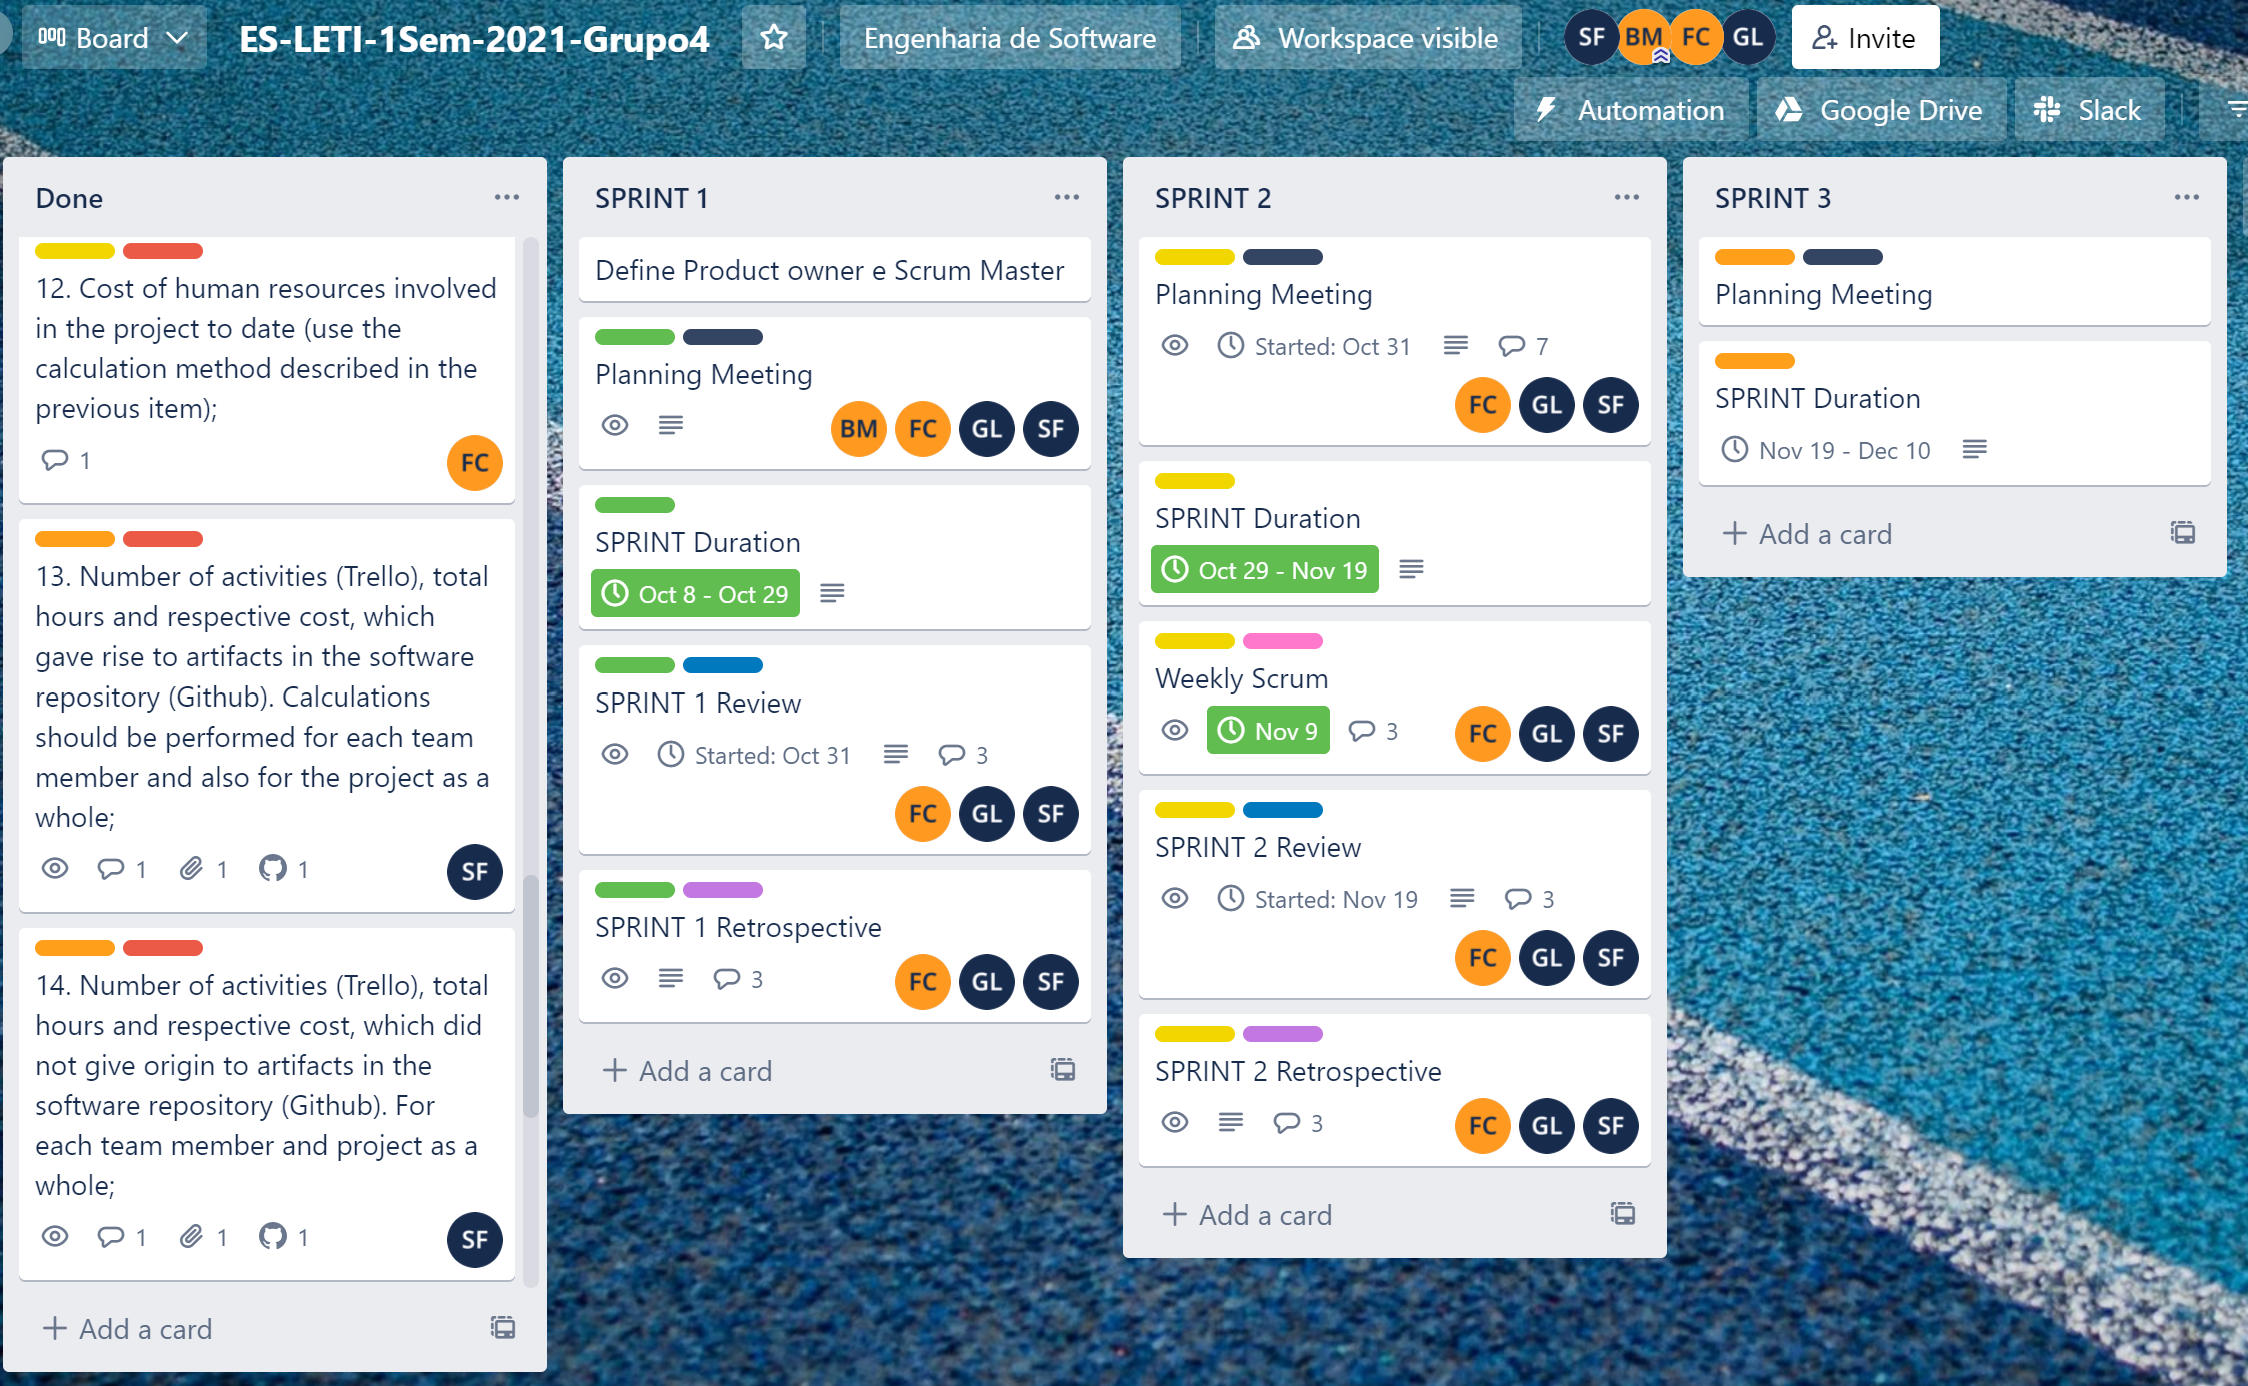 Board
ES-LETI-1Sem-2021-Grupo4
Engenharia de Software
Workspace visible
SF
BM
FC
GL
Invite
Automation
Google Drive
Slack
Done
12. Cost of human resources involved
in the project to date (use the
calculation method described in the
previous item);
1
FC
13. Number of activities (Trello), total
hours and respective cost, which
gave rise to artifacts in the software
repository (Github). Calculations
should be performed for each team
member and also for the project as a
whole;
1
1
1
SF
14. Number of activities (Trello), total
hours and respective cost, which did
not give origin to artifacts in the
software repository (Github). For
each team member and project as a
whole;
1
1
1
SF
Add a card
SPRINT 1
Define Product owner e Scrum Master
Planning Meeting
BM
FC
GL
SF
SPRINT Duration
Oct 8 - Oct 29
SPRINT 1 Review
Started: Oct 31
3
FC
GL
SF
SPRINT 1 Retrospective
3
FC
GL
SF
Add a card
SPRINT 2
Planning Meeting
Started: Oct 31
7
FC
GL
SF
SPRINT Duration
Oct 29 - Nov 19
Weekly Scrum
Nov 9
3
FC
GL
SF
SPRINT 2 Review
Started: Nov 19
3
FC
GL
SF
SPRINT 2 Retrospective
3
FC
GL
SF
Add a card
SPRINT 3
Planning Meeting
SPRINT Duration
Nov 19 - Dec 10
Add a card